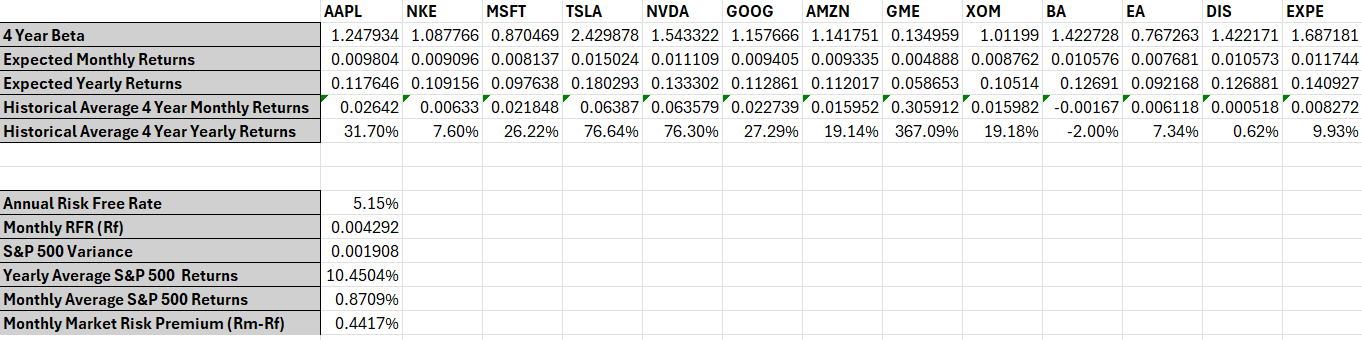 AAPL NKE MSFT TSLA NVDA GOOG AMZN GME XOM BA EA DIS EXPE
4 Year Beta 1.247934 1.087766 0.870469 2.429878 1.543322 1.157666 1.141751 0.134959 1.01199 1.422728 0.767263 1.422171 1.687181
Expected Monthly Returns 0.009804 0.009096 0.008137 0.015024 0.011109 0.009405 0.009335 0.004888 0.008762 0.010576 0.007681 0.010573 0.011744
Expected Yearly Returns 0.117646 0.109156 0.097638 0.180293 0.133302 0.112861 0.112017 0.058653 0.10514 0.12691 0.092168 0.126881 0.140927
Historical Average 4 Year Monthly Returns 0.02642 0.00633 0.021848 0.06387 0.063579 0.022739 0.015952 0.305912 0.015982 -0.00167 0.006118 0.000518 0.008272
Historical Average 4 Year Yearly Returns 31.70% 7.60% 26.22% 76.64% 76.30% 27.29% 19.14% 367.09% 19.18% -2.00% 7.34% 0.62% 9.93%
Annual Risk Free Rate 5.15%
Monthly RFR (Rf) 0.004292
S&P 500 Variance 0.001908
Yearly Average S&P 500 Returns 10.4504%
Monthly Average S&P 500 Returns 0.8709%
Monthly Market Risk Premium (Rm-Rf) 0.4417%